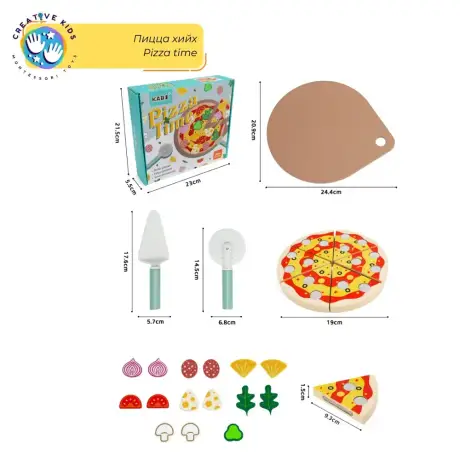 CREATIVE KIDS
MONTESSORI TOYS
Пицца хийх
Pizza time
KABI
Pizza
Time
21.5cm
5.5cm
23cm
20.8cm
24.4cm
17.6cm
5.7cm
14.5cm
6.8cm
19cm
1.5cm
9.3cm